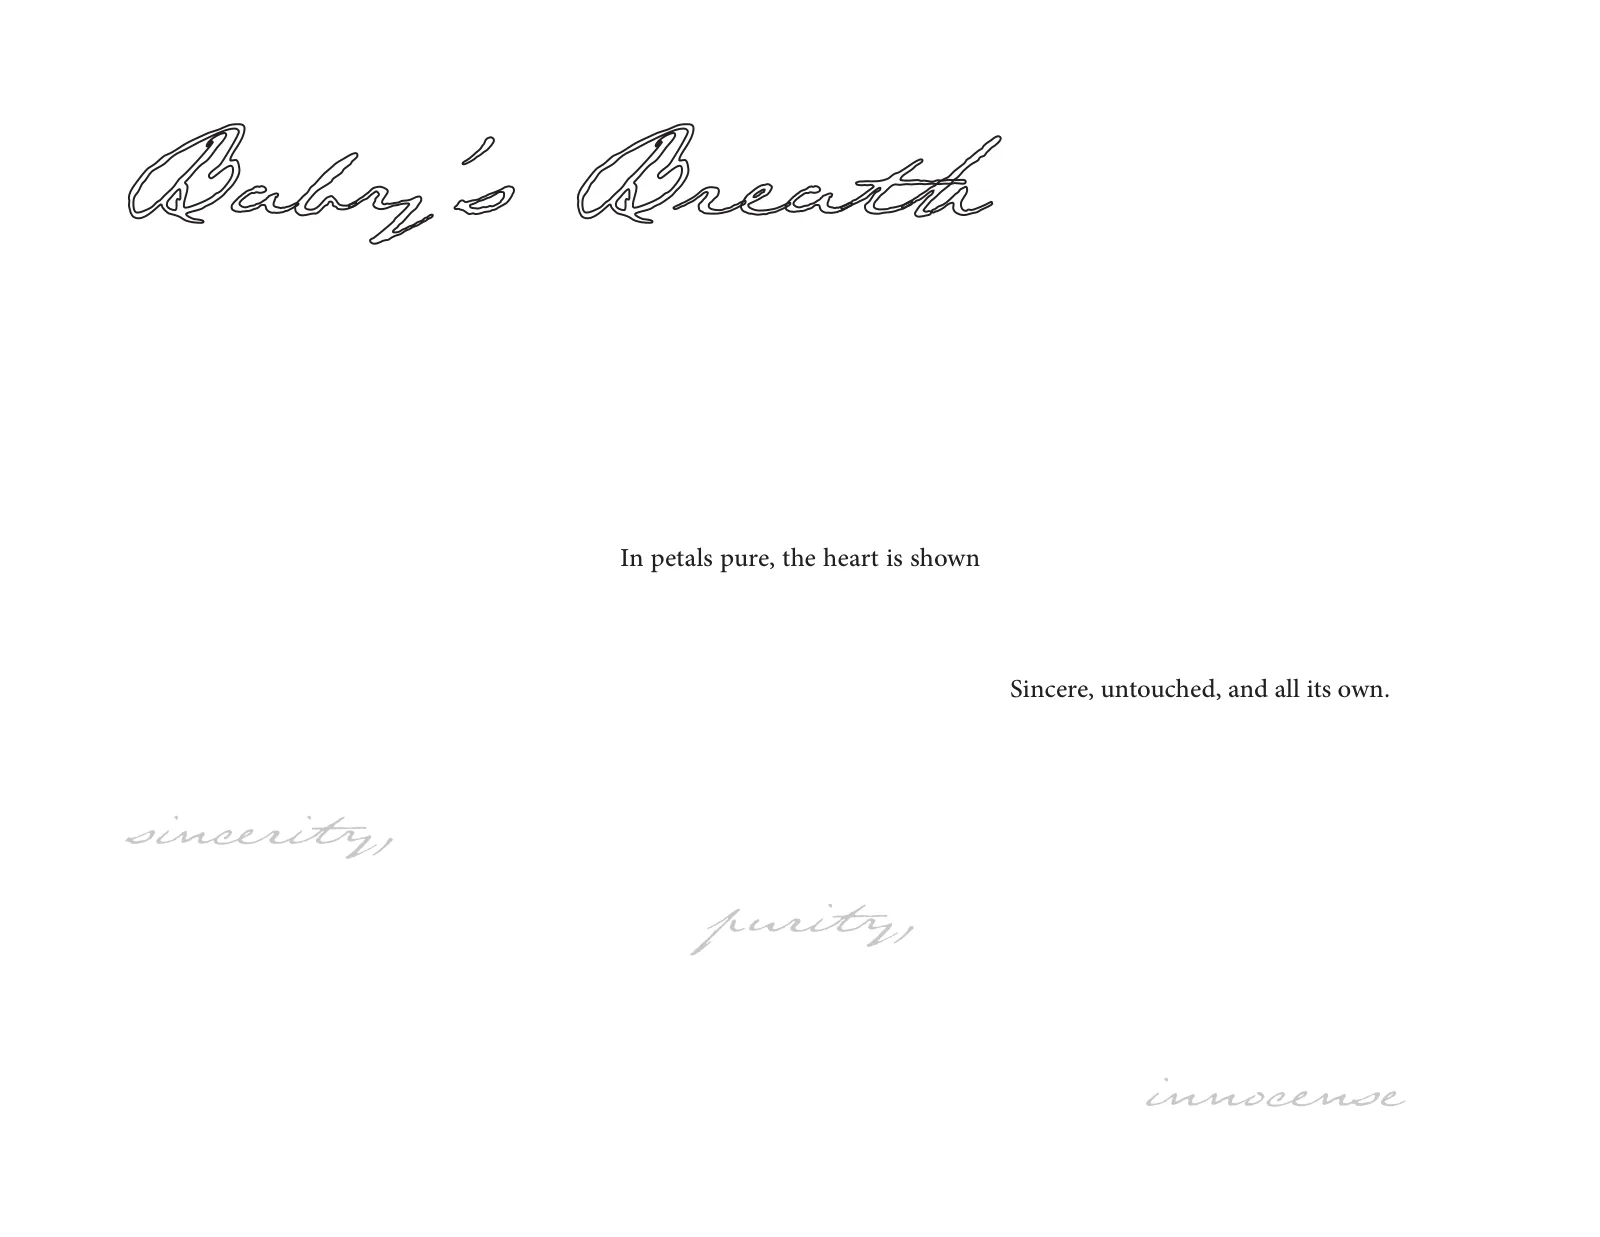 Baby's Breath
In petals pure, the heart is shown
Sincere, untouched, and all its own.
sincerity,
purity,
innocense